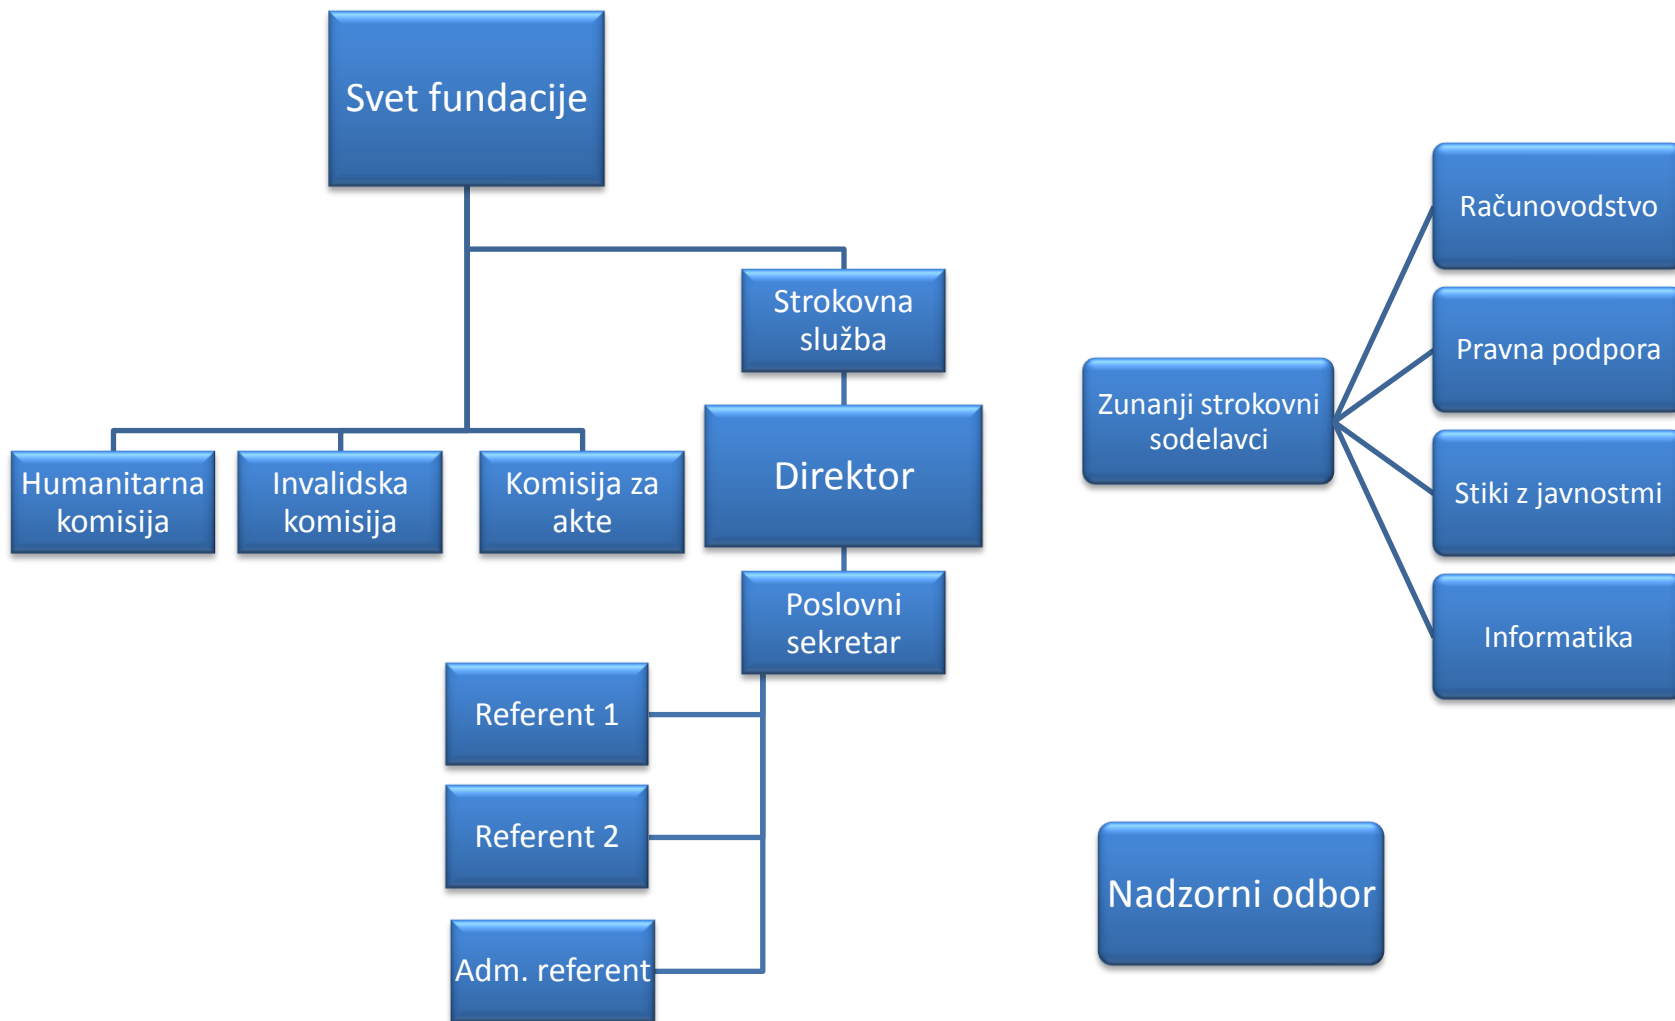 Svet fundacije
Strokovna
služba
Direktor
Humanitarna
komisija
Invalidska
komisija
Komisija za
akte
Poslovni
sekretar
Referent 1
Referent 2
Adm. referent
Zunanji strokovni
sodelavci
Računovodstvo
Pravna podpora
Stiki z javnostmi
Informatika
Nadzorni odbor